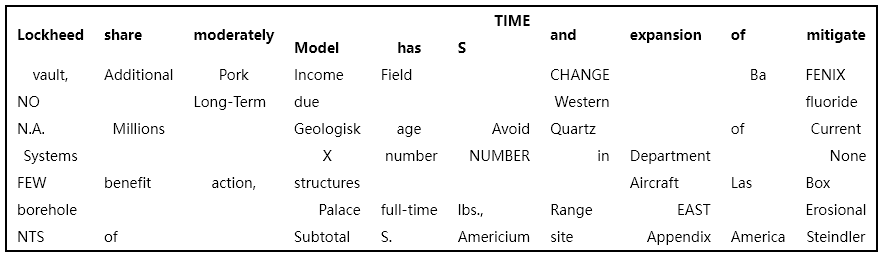 Lockheed share moderately Model has TIMES and expansion of mitigate
vault, Additional Pork Income Field CHANGE Ba FENIX
NO Long-Term due Western fluoride
N.A. Millions Geologisk age Avoid Quartz of Current
Systems X number NUMBER in Department None
FEW benefit action, structures Aircraft Las Box
borehole Palace full-time lbs., Range EAST Erosional
NTS of Subtotal S. Americium site Appendix America Steindler